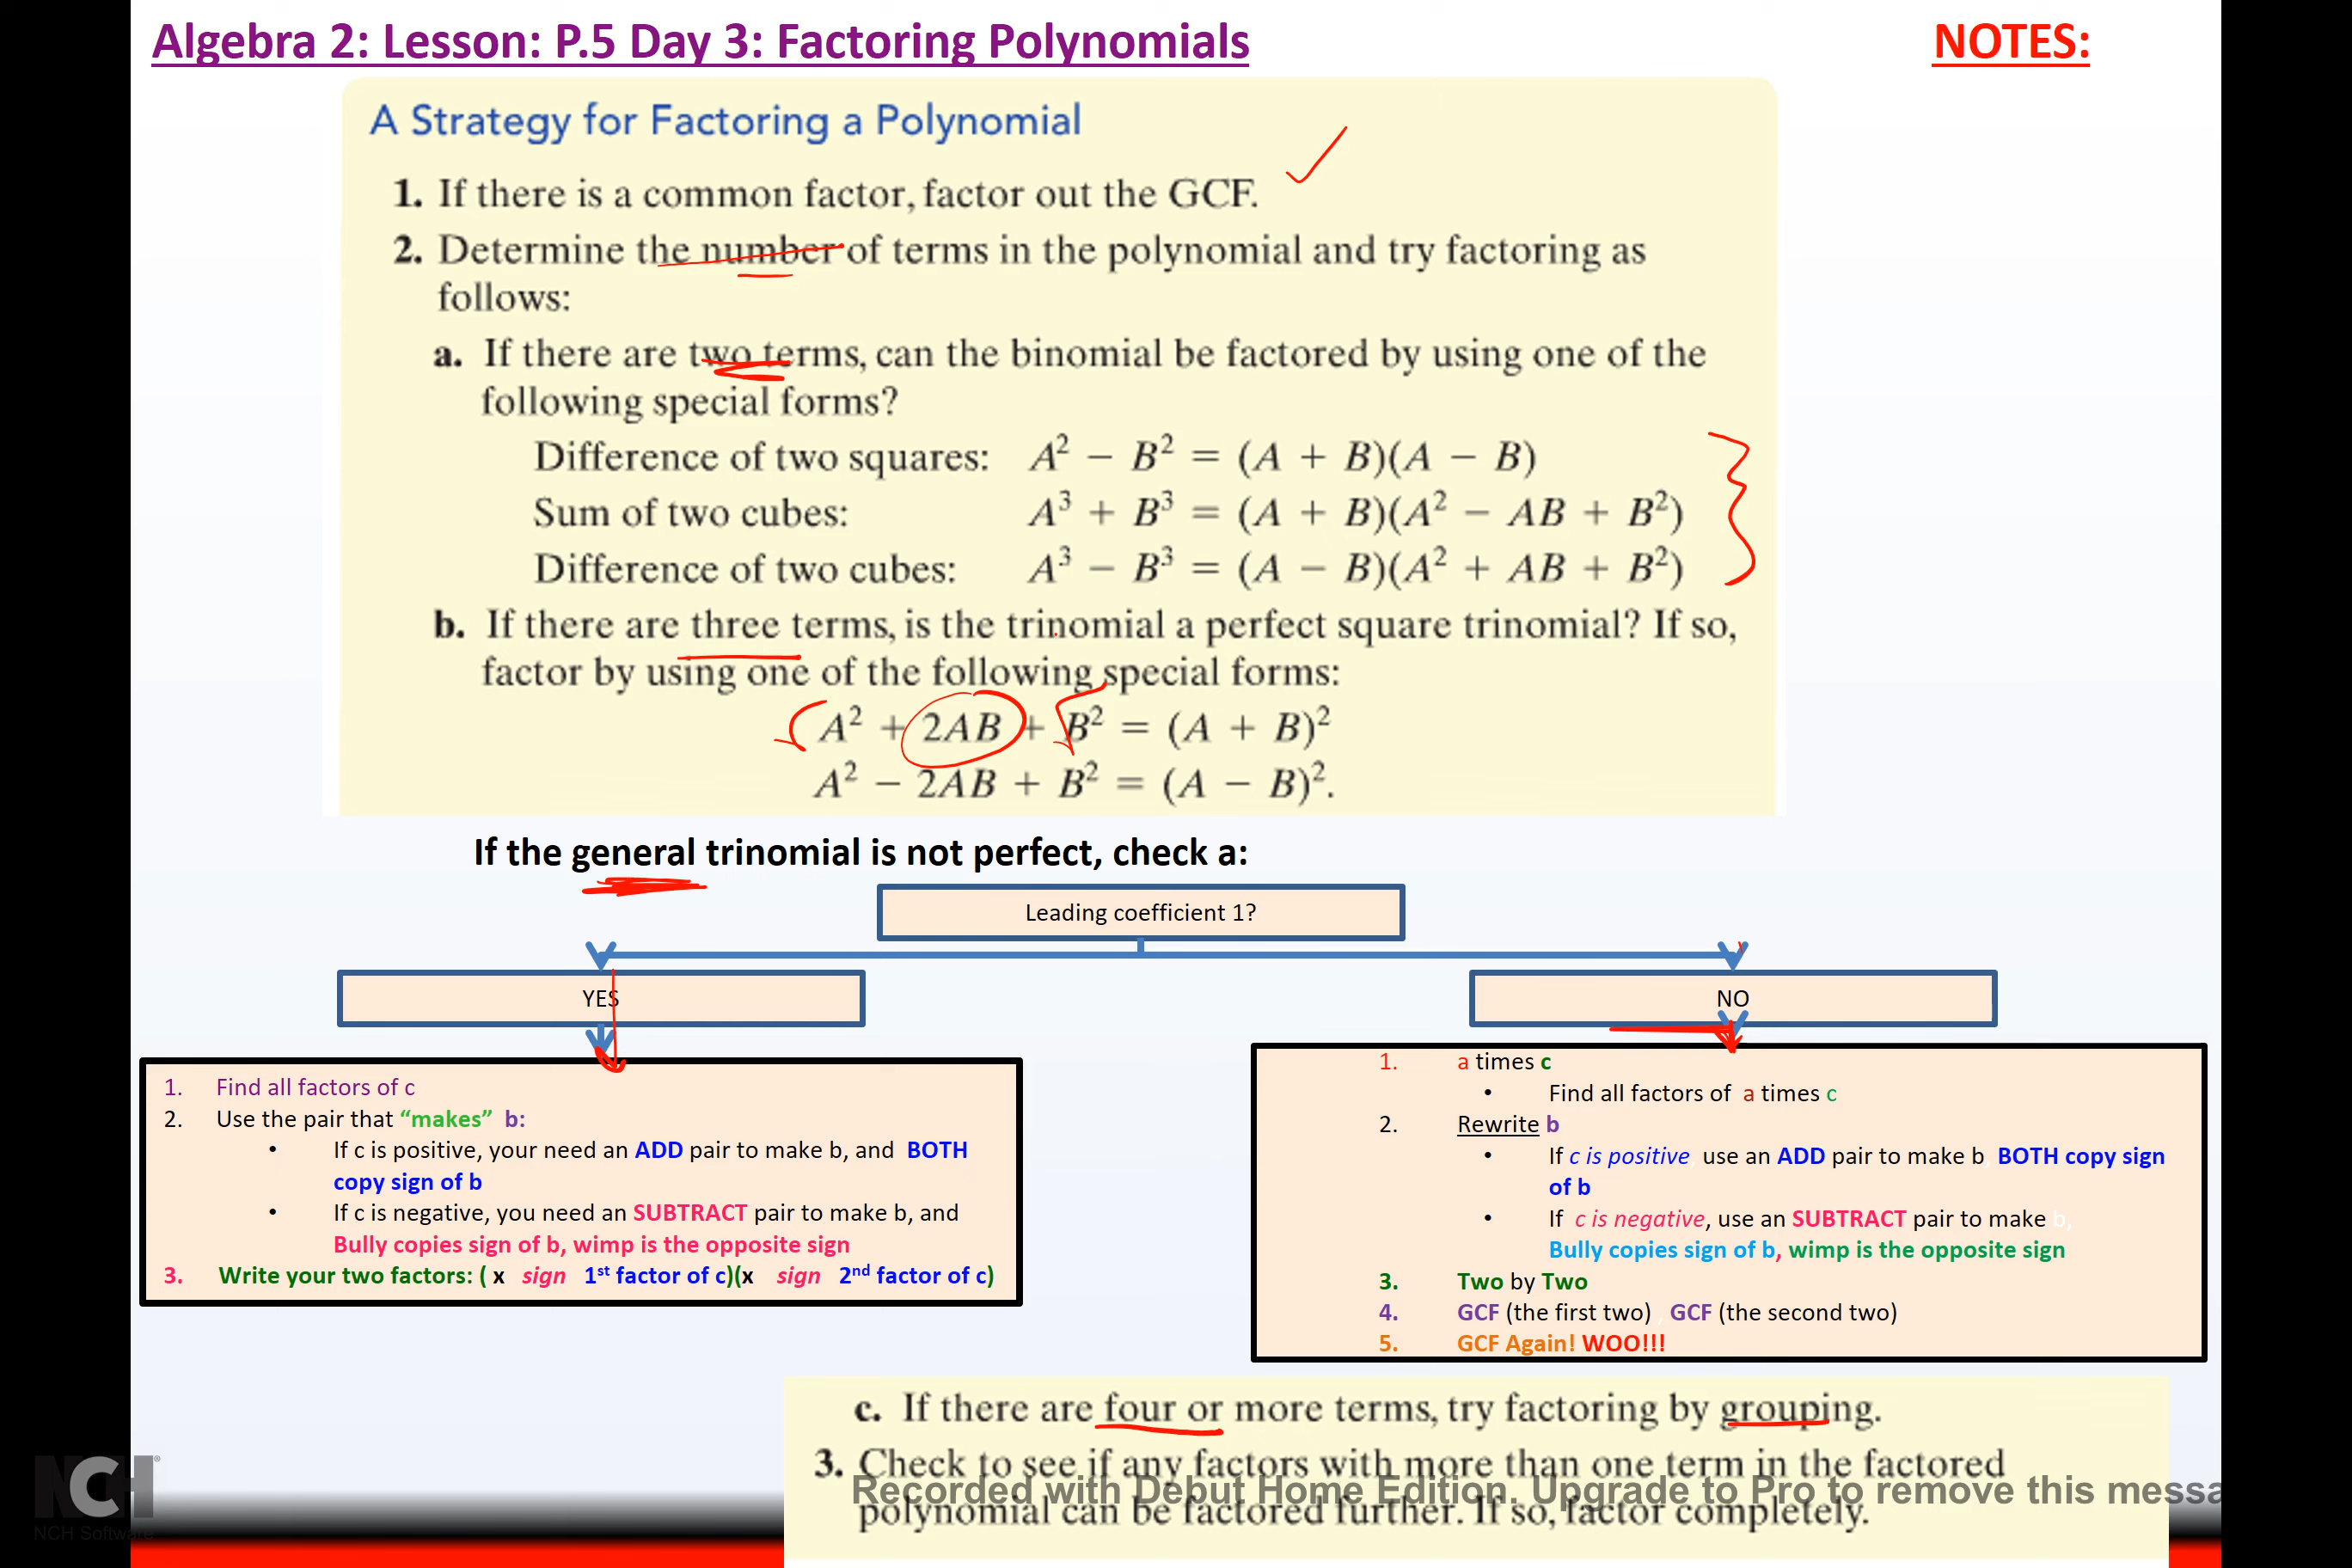 Algebra 2: Lesson: P.5 Day 3: Factoring Polynomials
NOTES:
A Strategy for Factoring a Polynomial
1. If there is a common factor, factor out the GCF.
2. Determine the number of terms in the polynomial and try factoring as
follows:
a. If there are two terms, can the binomial be factored by using one of the
following special forms?
Difference of two squares: A² − B² = (A + B)(A − B)
Sum of two cubes: A³ + B³ = (A + B)(A² − AB + B²)
Difference of two cubes: A³ − B³ = (A − B)(A² + AB + B²)
b. If there are three terms, is the trinomial a perfect square trinomial? If so,
factor by using one of the following special forms:
A² + 2AB + B² = (A + B)²
A² − 2AB + B² = (A − B)².
If the general trinomial is not perfect, check a:
Leading coefficient 1?
YES
NO
1. Find all factors of c
2. Use the pair that “makes” b:
• If c is positive, your need an ADD pair to make b, and BOTH
copy sign of b
• If c is negative, you need an SUBTRACT pair to make b, and
Bully copies sign of b, wimp is the opposite sign
3. Write your two factors: ( x sign 1st factor of c)(x sign 2nd factor of c)
1. a times c
• Find all factors of a times c
2. Rewrite b
• If c is positive use an ADD pair to make b BOTH copy sign
of b
• If c is negative, use an SUBTRACT pair to make b,
Bully copies sign of b, wimp is the opposite sign
3. Two by Two
4. GCF (the first two) , GCF (the second two)
5. GCF Again! WOO!!!
c. If there are four or more terms, try factoring by grouping.
3. Check to see if any factors with more than one term in the factored
polynomial can be factored further. If so, factor completely.
Recorded with Debut Home Edition. Upgrade to Pro to remove this messa
NCH®
NCH Software